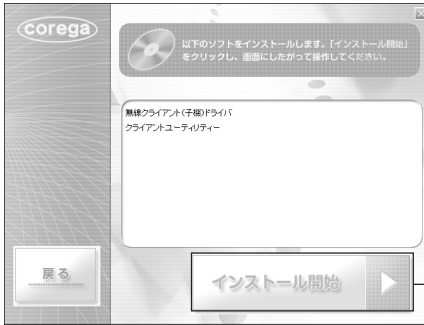 corega
以下のソフトをインストールします。「インストール開始」
をクリックし、画面にしたがって操作してください。
無線クライアント(子機)ドライバ
クライアントユーティリティー
戻る
インストール開始